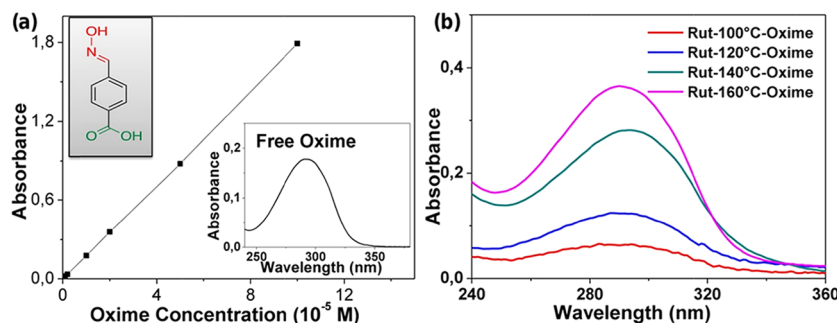 (a)
OH
N
O
OH
Absorbance
1,8
1,2
0,6
0,0
0
4
8
12
Oxime Concentration (10⁻⁵ M)
Free Oxime
Absorbance
0,2
0,1
0,0
250
300
350
Wavelength (nm)
(b)
Rut-100°C-Oxime
Rut-120°C-Oxime
Rut-140°C-Oxime
Rut-160°C-Oxime
Absorbance
0,4
0,2
0,0
240
280
320
360
Wavelength (nm)